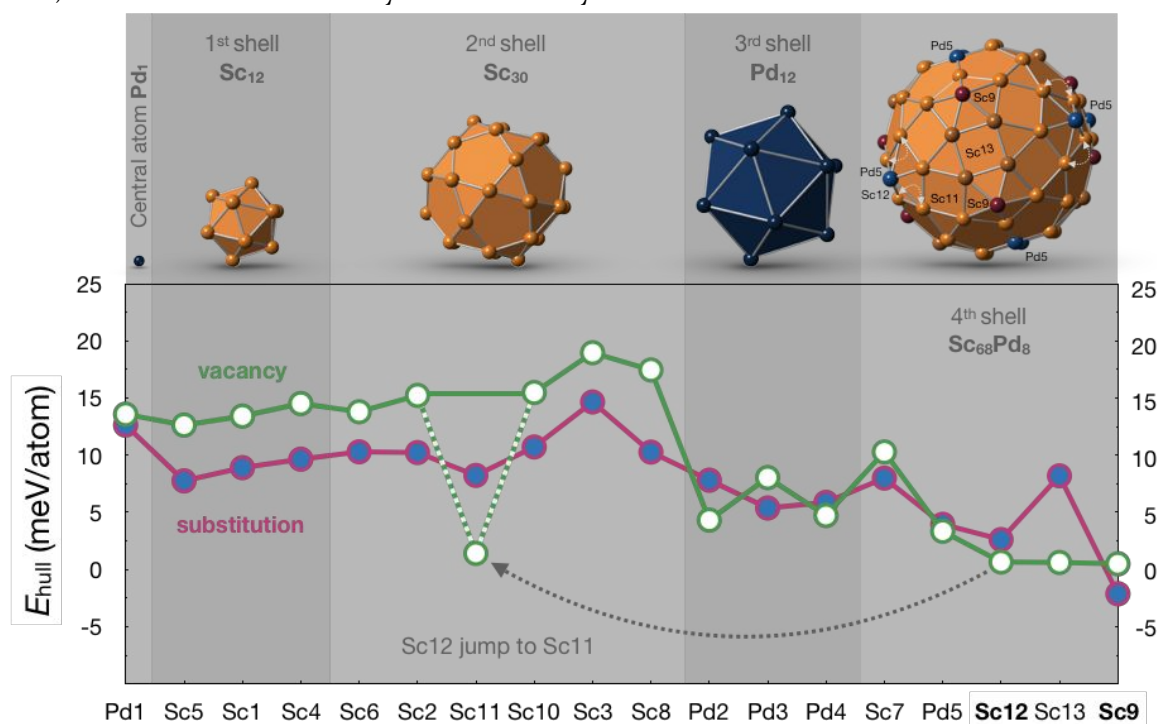 1st shell
Sc12
2nd shell
Sc30
3rd shell
Pd12
Central atom Pd1
Pd5
Sc9
Pd5
Sc13
Pd5
Sc12
Sc11
Sc9
Pd5
25
20
15
10
5
0
-5
25
20
15
10
5
0
-5
Ehull (meV/atom)
4th shell
Sc68Pd8
vacancy
substitution
Sc12 jump to Sc11
Pd1 Sc5 Sc1 Sc4 Sc6 Sc2 Sc11 Sc10 Sc3 Sc8 Pd2 Pd3 Pd4 Sc7 Pd5 Sc12 Sc13 Sc9